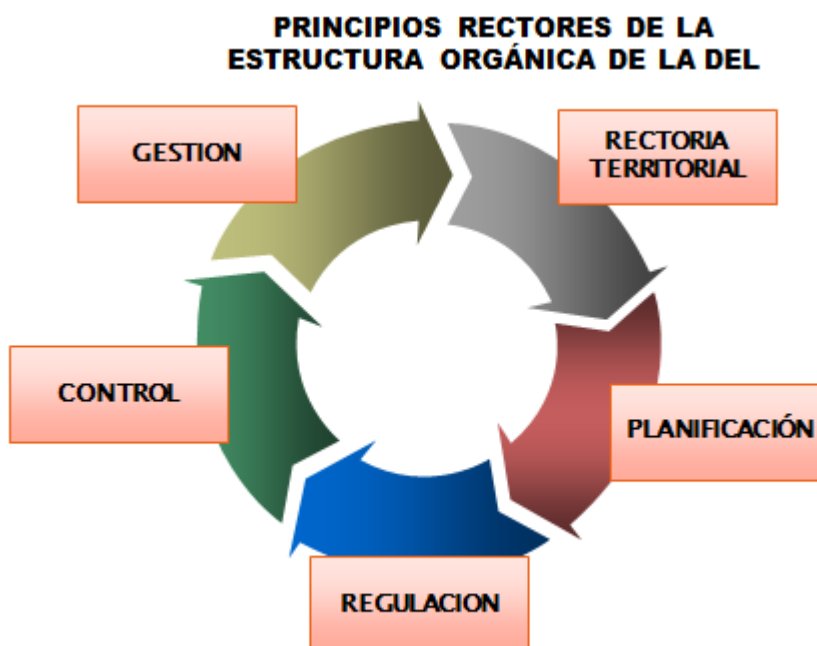 PRINCIPIOS RECTORES DE LA
ESTRUCTURA ORGÁNICA DE LA DEL
GESTION
RECTORIA
TERRITORIAL
CONTROL
PLANIFICACIÓN
REGULACION